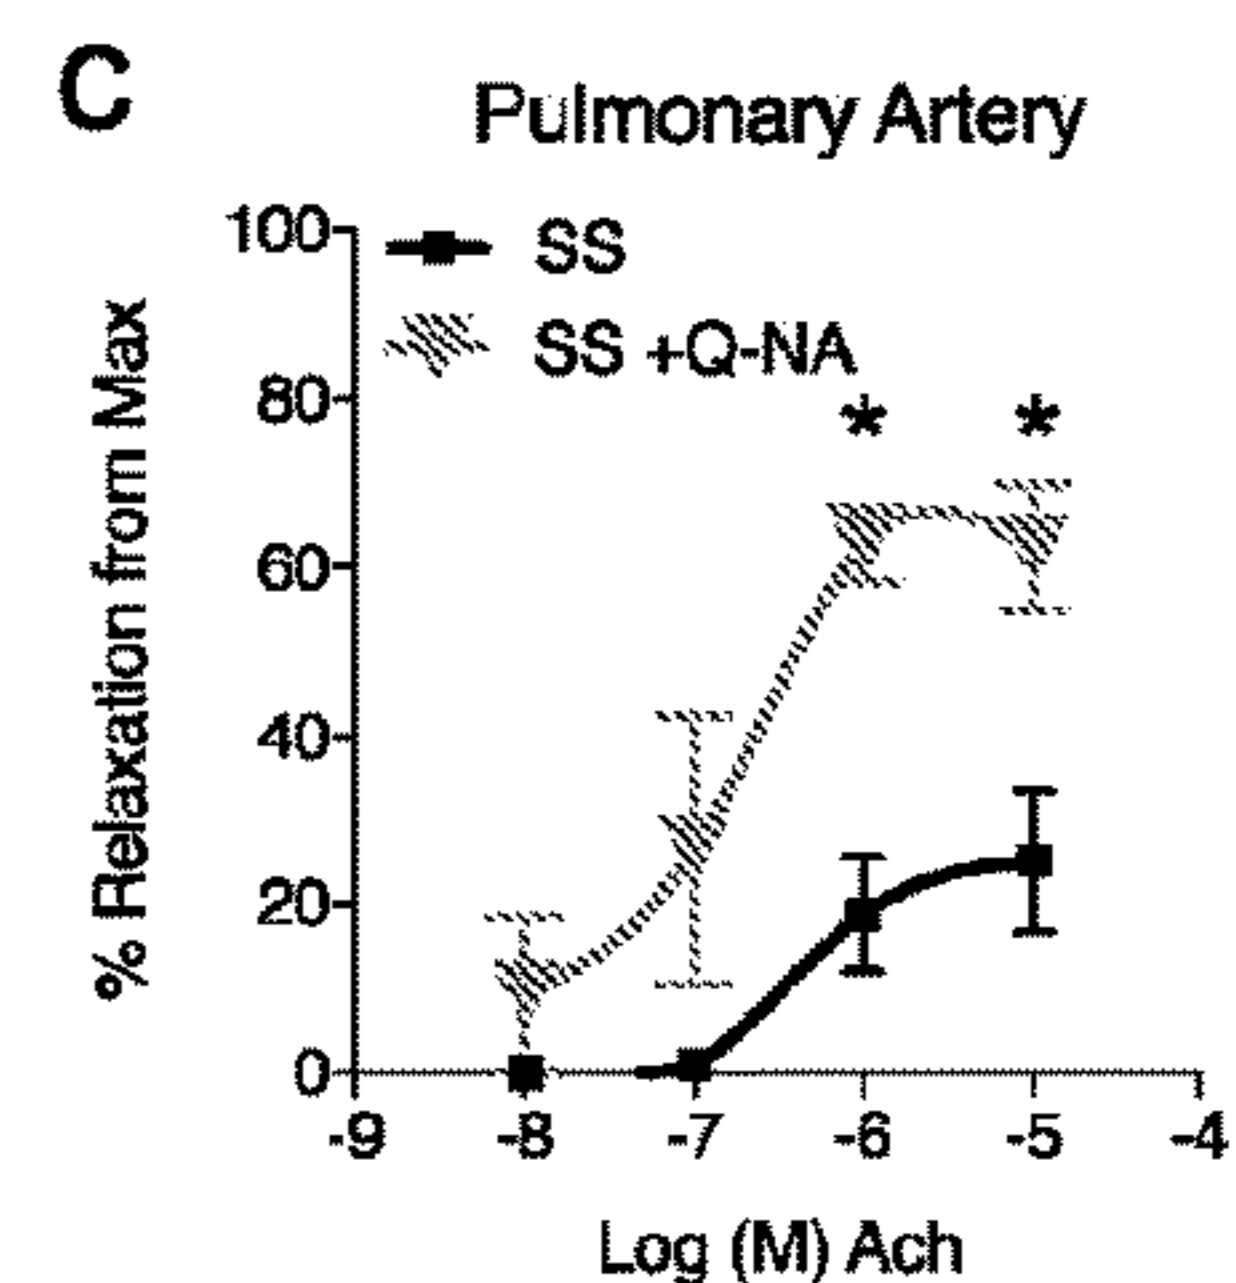 C
Pulmonary Artery
% Relaxation from Max
100
80
60
40
20
0
SS
SS +Q-NA
* *
-9 -8 -7 -6 -5 -4
Log (M) Ach